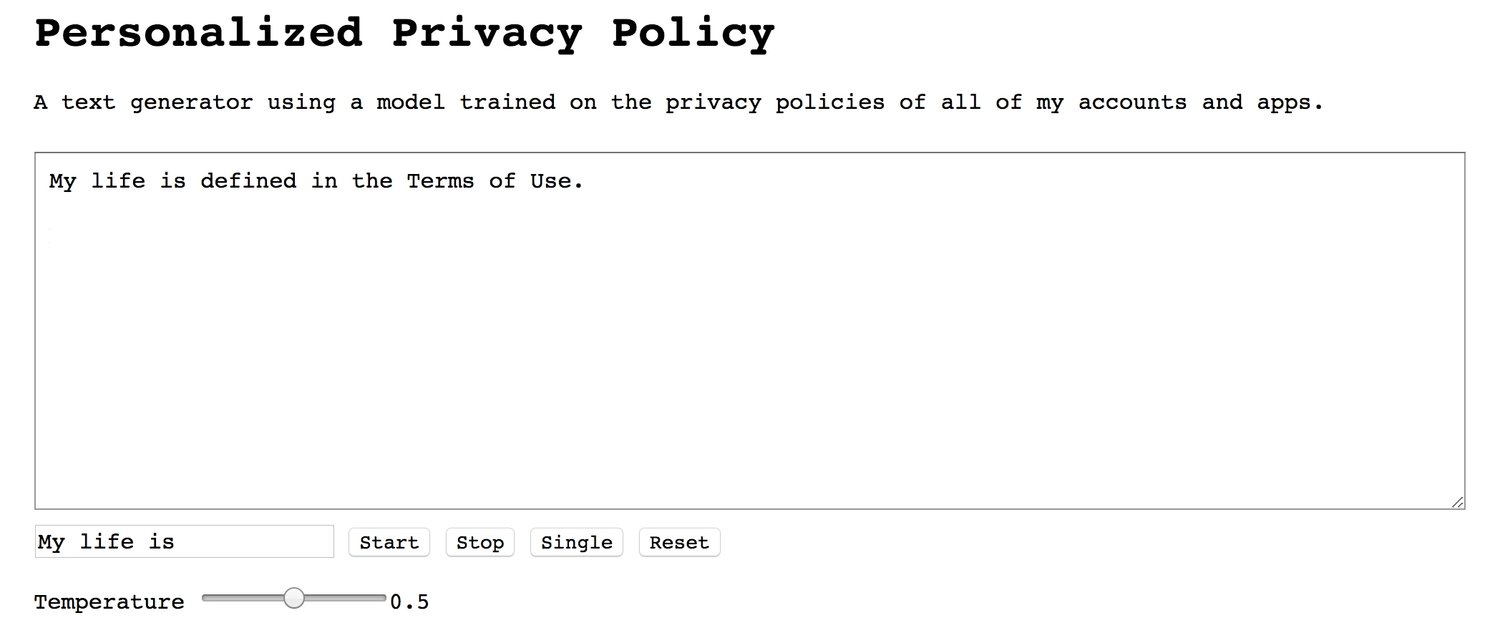 Personalized Privacy Policy
A text generator using a model trained on the privacy policies of all of my accounts and apps.
My life is defined in the Terms of Use.
My life is Start Stop Single Reset
Temperature 0.5